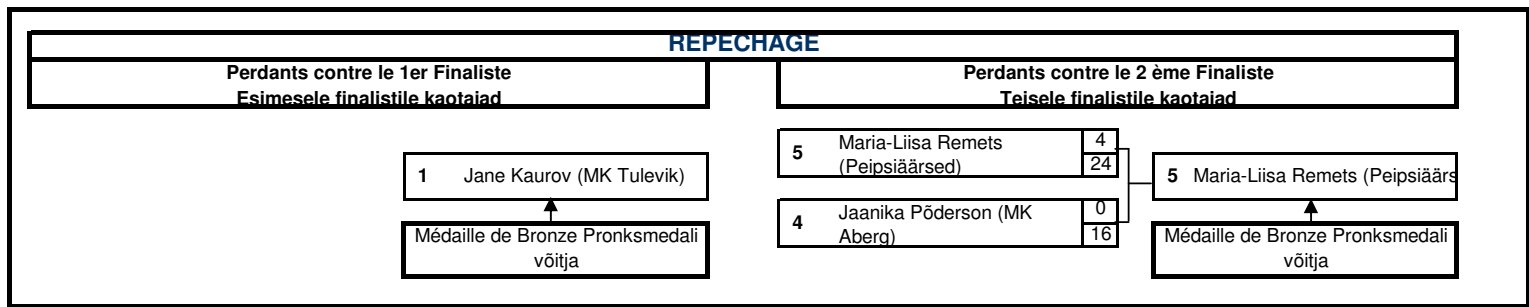 REPECHAGE
Perdants contre le 1er Finaliste
Esimesele finalistile kaotajad
Perdants contre le 2 ème Finaliste
Teisele finalistile kaotajad
1 Jane Kaurov (MK Tulevik)
Médaille de Bronze Pronksmedali
võitja
5 Maria-Liisa Remets
(Peipsiäärsed)
4
24
4 Jaanika Põderson (MK
Aberg)
0
16
5 Maria-Liisa Remets (Peipsiäärs
Médaille de Bronze Pronksmedali
võitja